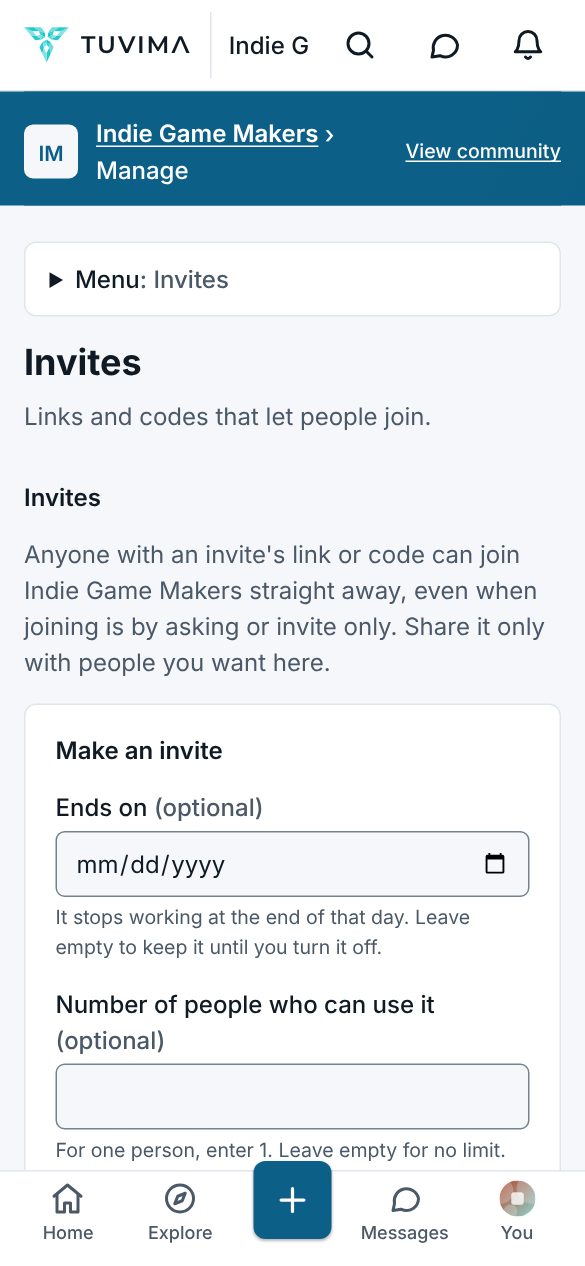 TUVIMA
Indie G
IM
Indie Game Makers ›
Manage
View community
Menu: Invites
Invites
Links and codes that let people join.
Invites
Anyone with an invite's link or code can join
Indie Game Makers straight away, even when
joining is by asking or invite only. Share it only
with people you want here.
Make an invite
Ends on (optional)
mm/dd/yyyy
It stops working at the end of that day. Leave
empty to keep it until you turn it off.
Number of people who can use it
(optional)
For one person, enter 1. Leave empty for no limit.
Home
Explore
Messages
You